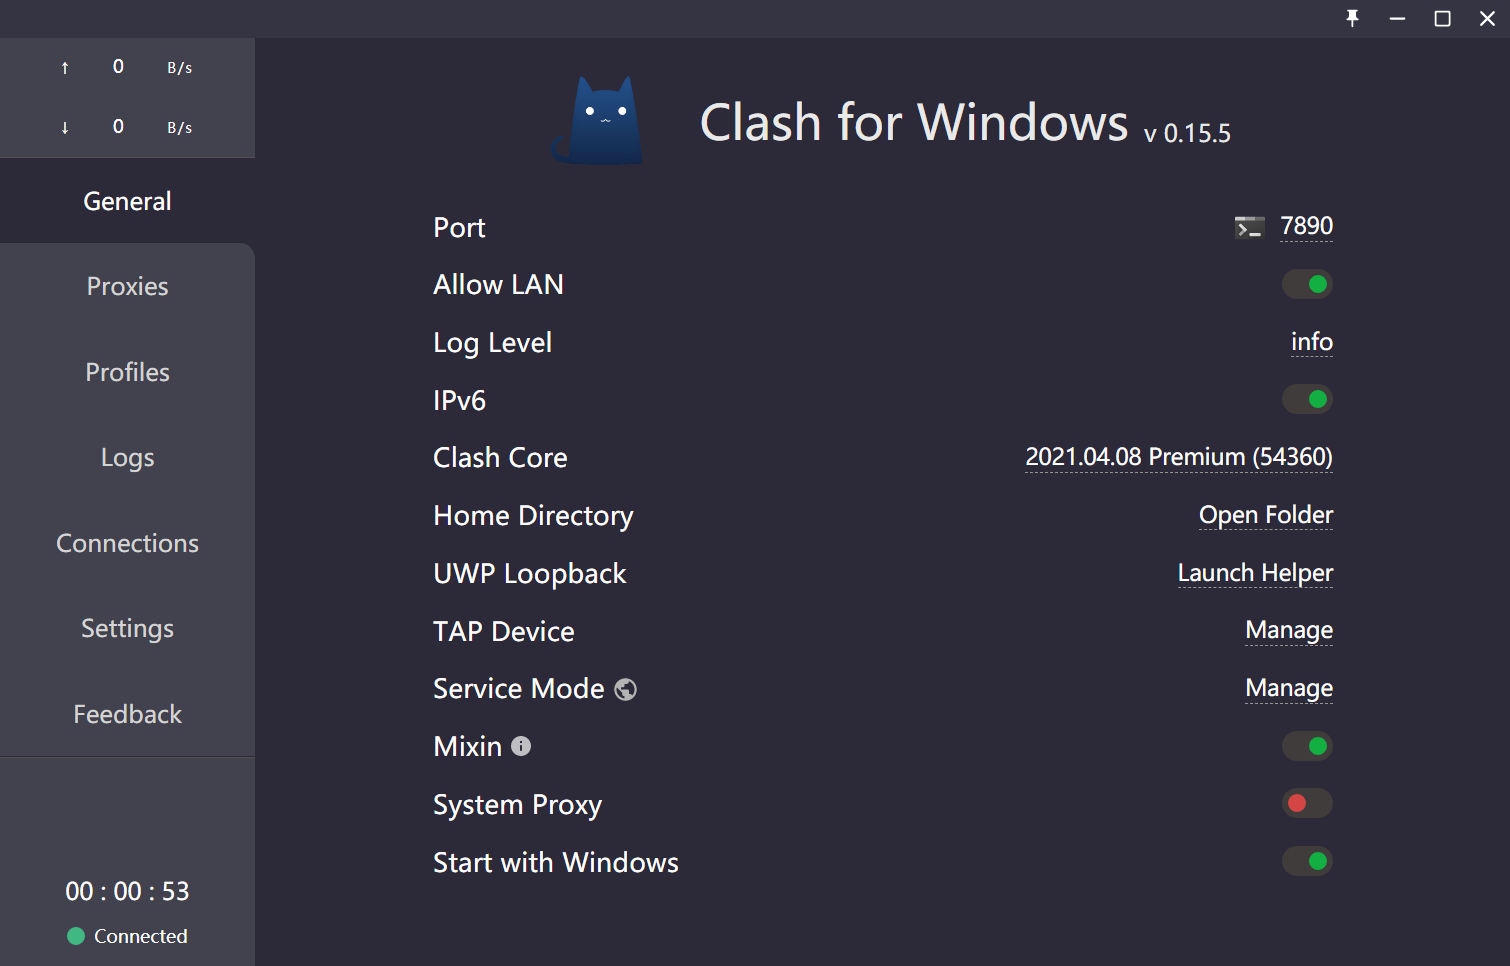 ↑ 0 B/s
↓ 0 B/s
General
Proxies
Profiles
Logs
Connections
Settings
Feedback
00 : 00 : 53
Connected
Clash for Windows v 0.15.5
Port 7890
Allow LAN
Log Level info
IPv6
Clash Core 2021.04.08 Premium (54360)
Home Directory Open Folder
UWP Loopback Launch Helper
TAP Device Manage
Service Mode Manage
Mixin
System Proxy
Start with Windows